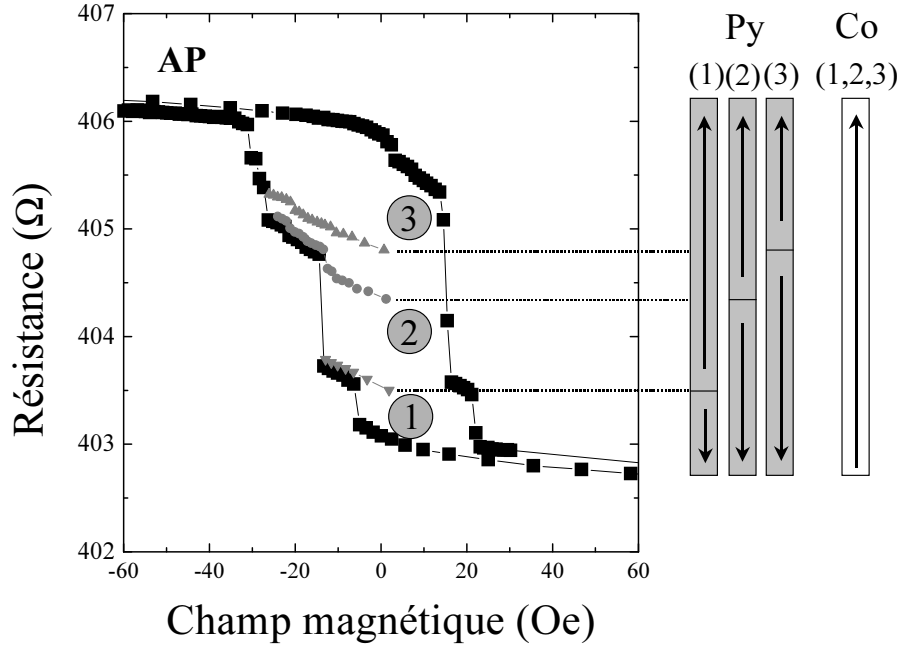 407
406
405
404
403
402
Résistance (Ω)
AP
3
2
1
-60 -40 -20 0 20 40 60
Champ magnétique (Oe)
Py Co
(1) (2) (3) (1,2,3)